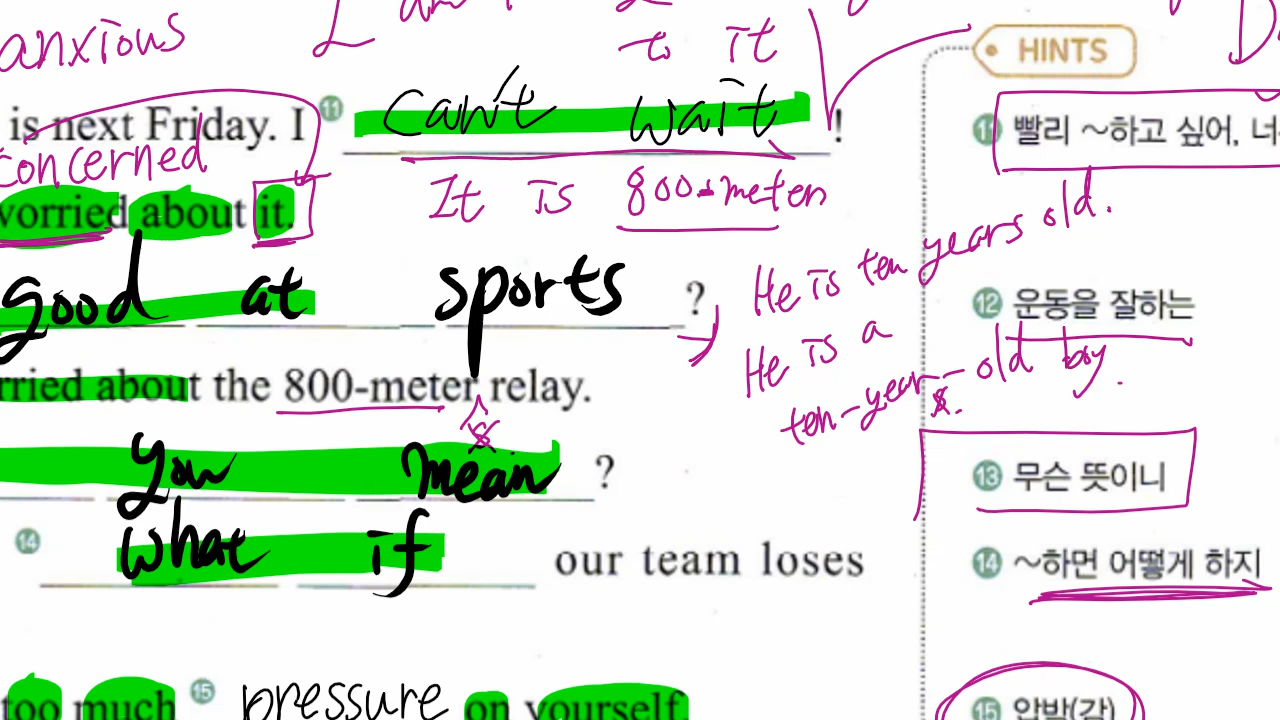 anxious
to it
HINTS
is next Friday. I ⑪ can't wait !
⑪ 빨리 ~하고 싶어, 너
concerned
It is 800-meter
worried about it.
He is ten years old.
good at sports ?
⑫ 운동을 잘하는
He is a
ten-year-old boy.
s.
rried about the 800-meter relay.
s
you mean ?
⑬ 무슨 뜻이니
⑭ what if our team loses
⑭ ~하면 어떻게 하지
too much ⑮ pressure on yourself
⑮ 압박(감)